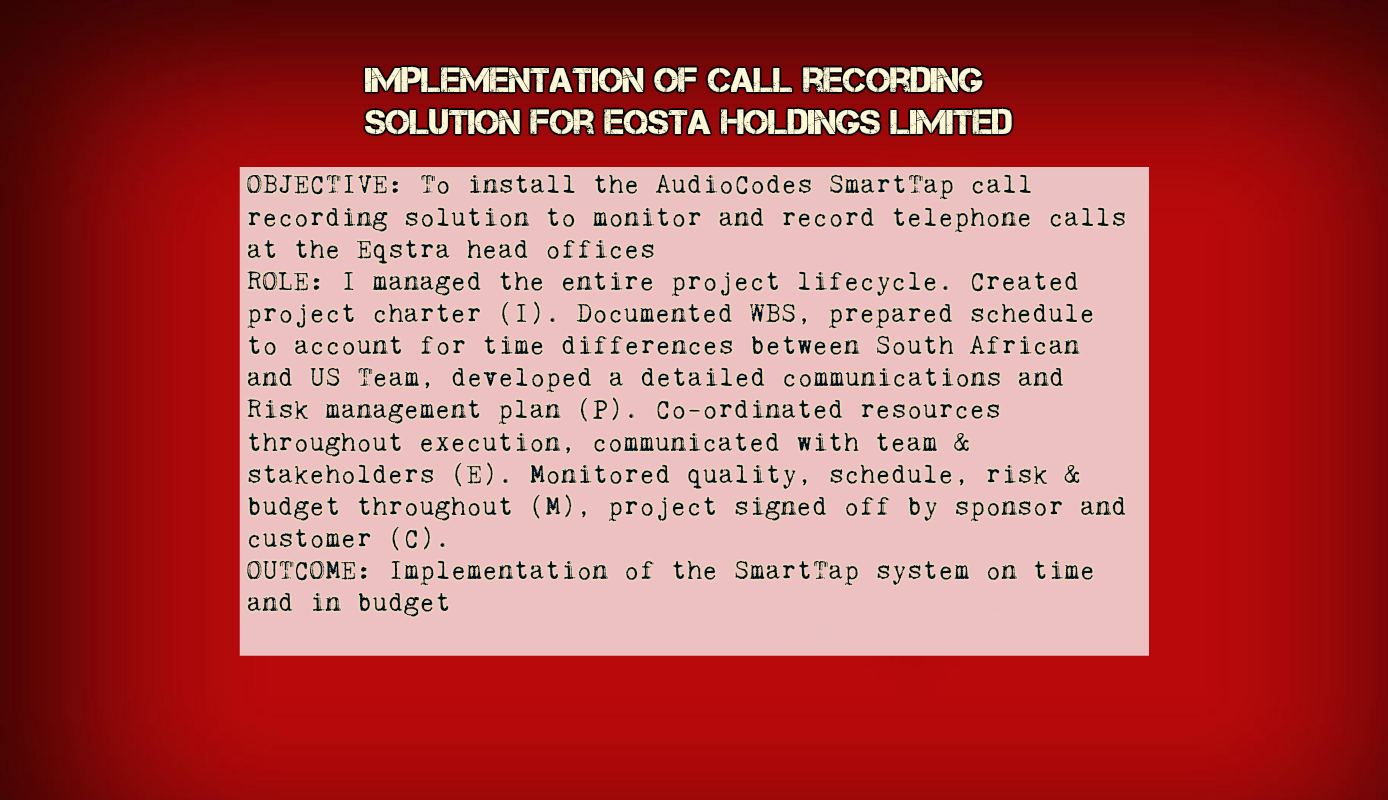 IMPLEMENTATION OF CALL RECORDING
SOLUTION FOR EQSTA HOLDINGS LIMITED
OBJECTIVE: To install the AudioCodes SmartTap call
recording solution to monitor and record telephone calls
at the Eqstra head offices
ROLE: I managed the entire project lifecycle. Created
project charter (I). Documented WBS, prepared schedule
to account for time differences between South African
and US Team, developed a detailed communications and
Risk management plan (P). Co-ordinated resources
throughout execution, communicated with team &
stakeholders (E). Monitored quality, schedule, risk &
budget throughout (M), project signed off by sponsor and
customer (C).
OUTCOME: Implementation of the SmartTap system on time
and in budget